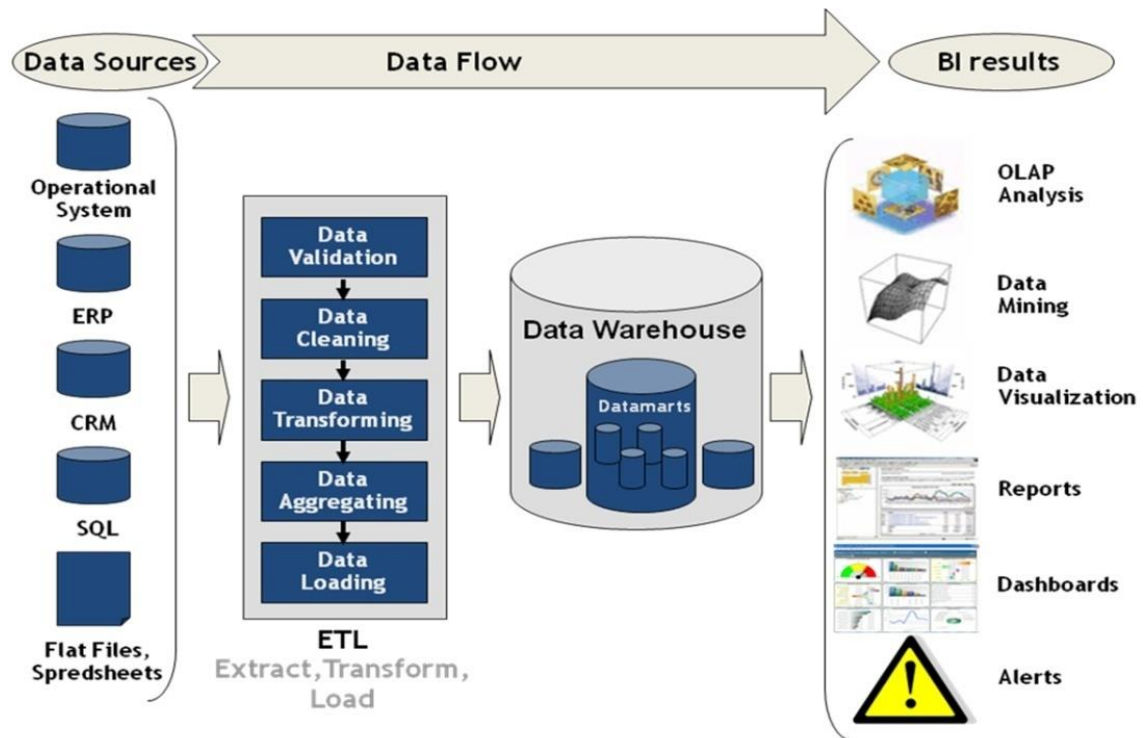 Data Sources
Data Flow
BI results
Operational
System
ERP
CRM
SQL
Flat Files,
Spredsheets
Data
Validation
Data
Cleaning
Data
Transforming
Data
Aggregating
Data
Loading
ETL
Extract, Transform,
Load
Data Warehouse
Datamarts
OLAP
Analysis
Data
Mining
Data
Visualization
Reports
Dashboards
Alerts